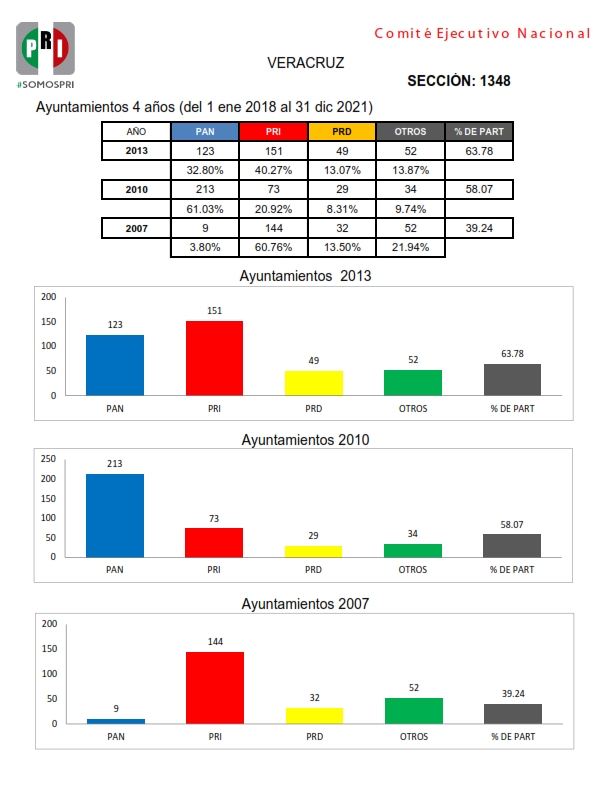 Comité Ejecutivo Nacional
PRI
#SOMOSPRI
VERACRUZ
SECCIÓN: 1348
Ayuntamientos 4 años (del 1 ene 2018 al 31 dic 2021)
AÑO PAN PRI PRD OTROS % DE PART
2013 123 151 49 52 63.78
32.80% 40.27% 13.07% 13.87%
2010 213 73 29 34 58.07
61.03% 20.92% 8.31% 9.74%
2007 9 144 32 52 39.24
3.80% 60.76% 13.50% 21.94%
Ayuntamientos 2013
200
150
100
50
0
123 151 49 52 63.78
PAN PRI PRD OTROS % DE PART
Ayuntamientos 2010
250
200
150
100
50
0
213 73 29 34 58.07
PAN PRI PRD OTROS % DE PART
Ayuntamientos 2007
200
150
100
50
0
9 144 32 52 39.24
PAN PRI PRD OTROS % DE PART